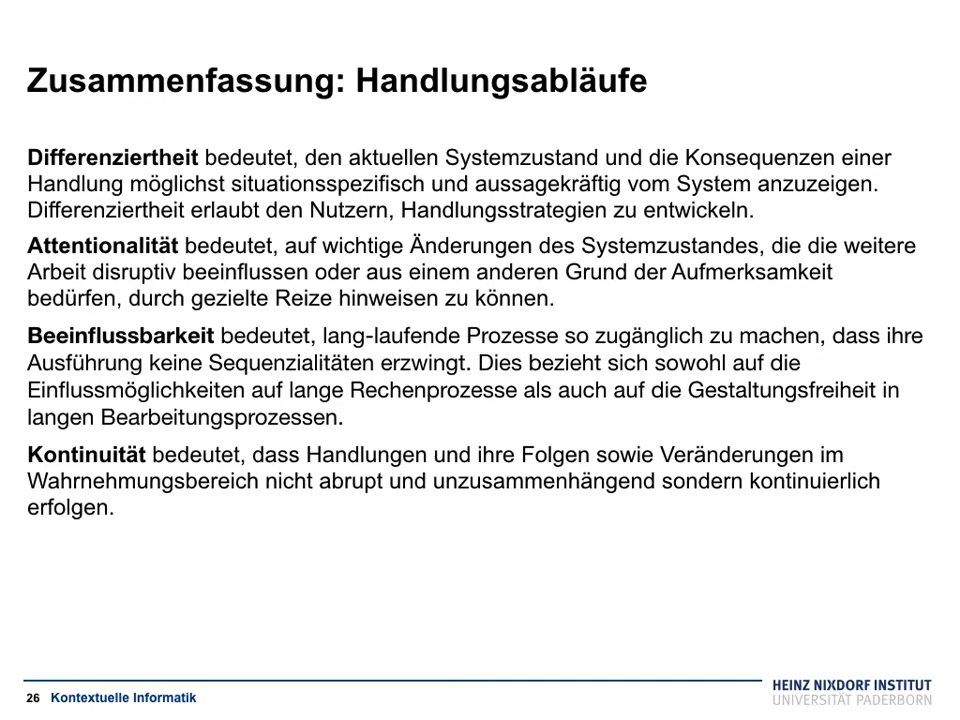 Zusammenfassung: Handlungsabläufe
Differenziertheit bedeutet, den aktuellen Systemzustand und die Konsequenzen einer
Handlung möglichst situationsspezifisch und aussagekräftig vom System anzuzeigen.
Differenziertheit erlaubt den Nutzern, Handlungsstrategien zu entwickeln.
Attentionalität bedeutet, auf wichtige Änderungen des Systemzustandes, die die weitere
Arbeit disruptiv beeinflussen oder aus einem anderen Grund der Aufmerksamkeit
bedürfen, durch gezielte Reize hinweisen zu können.
Beeinflussbarkeit bedeutet, lang-laufende Prozesse so zugänglich zu machen, dass ihre
Ausführung keine Sequenzialitäten erzwingt. Dies bezieht sich sowohl auf die
Einflussmöglichkeiten auf lange Rechenprozesse als auch auf die Gestaltungsfreiheit in
langen Bearbeitungsprozessen.
Kontinuität bedeutet, dass Handlungen und ihre Folgen sowie Veränderungen im
Wahrnehmungsbereich nicht abrupt und unzusammenhängend sondern kontinuierlich
erfolgen.
26 Kontextuelle Informatik
HEINZ NIXDORF INSTITUT
UNIVERSITÄT PADERBORN